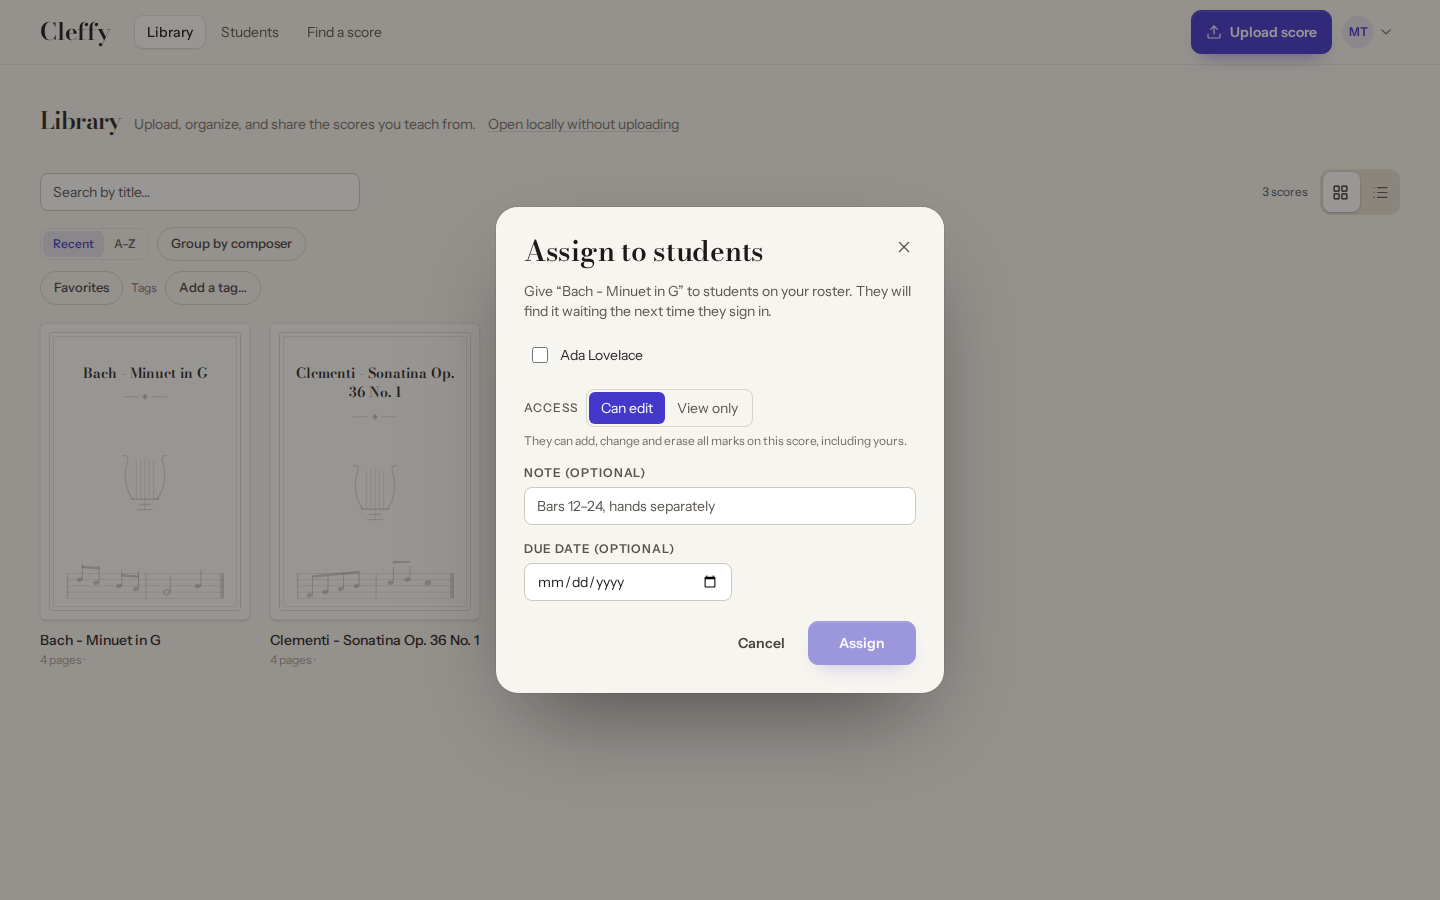 Cleffy
Library
Students
Find a score
Upload score
MT
Library
Upload, organize, and share the scores you teach from.
Open locally without uploading
Search by title...
3 scores
Recent
A–Z
Group by composer
Favorites
Tags
Add a tag...
Bach - Minuet in G
Clementi - Sonatina Op.
36 No. 1
Bach - Minuet in G
4 pages ·
Clementi - Sonatina Op. 36 No. 1
4 pages ·
Assign to students
Give “Bach - Minuet in G” to students on your roster. They will
find it waiting the next time they sign in.
Ada Lovelace
ACCESS
Can edit
View only
They can add, change and erase all marks on this score, including yours.
NOTE (OPTIONAL)
Bars 12–24, hands separately
DUE DATE (OPTIONAL)
mm/dd/yyyy
Cancel
Assign